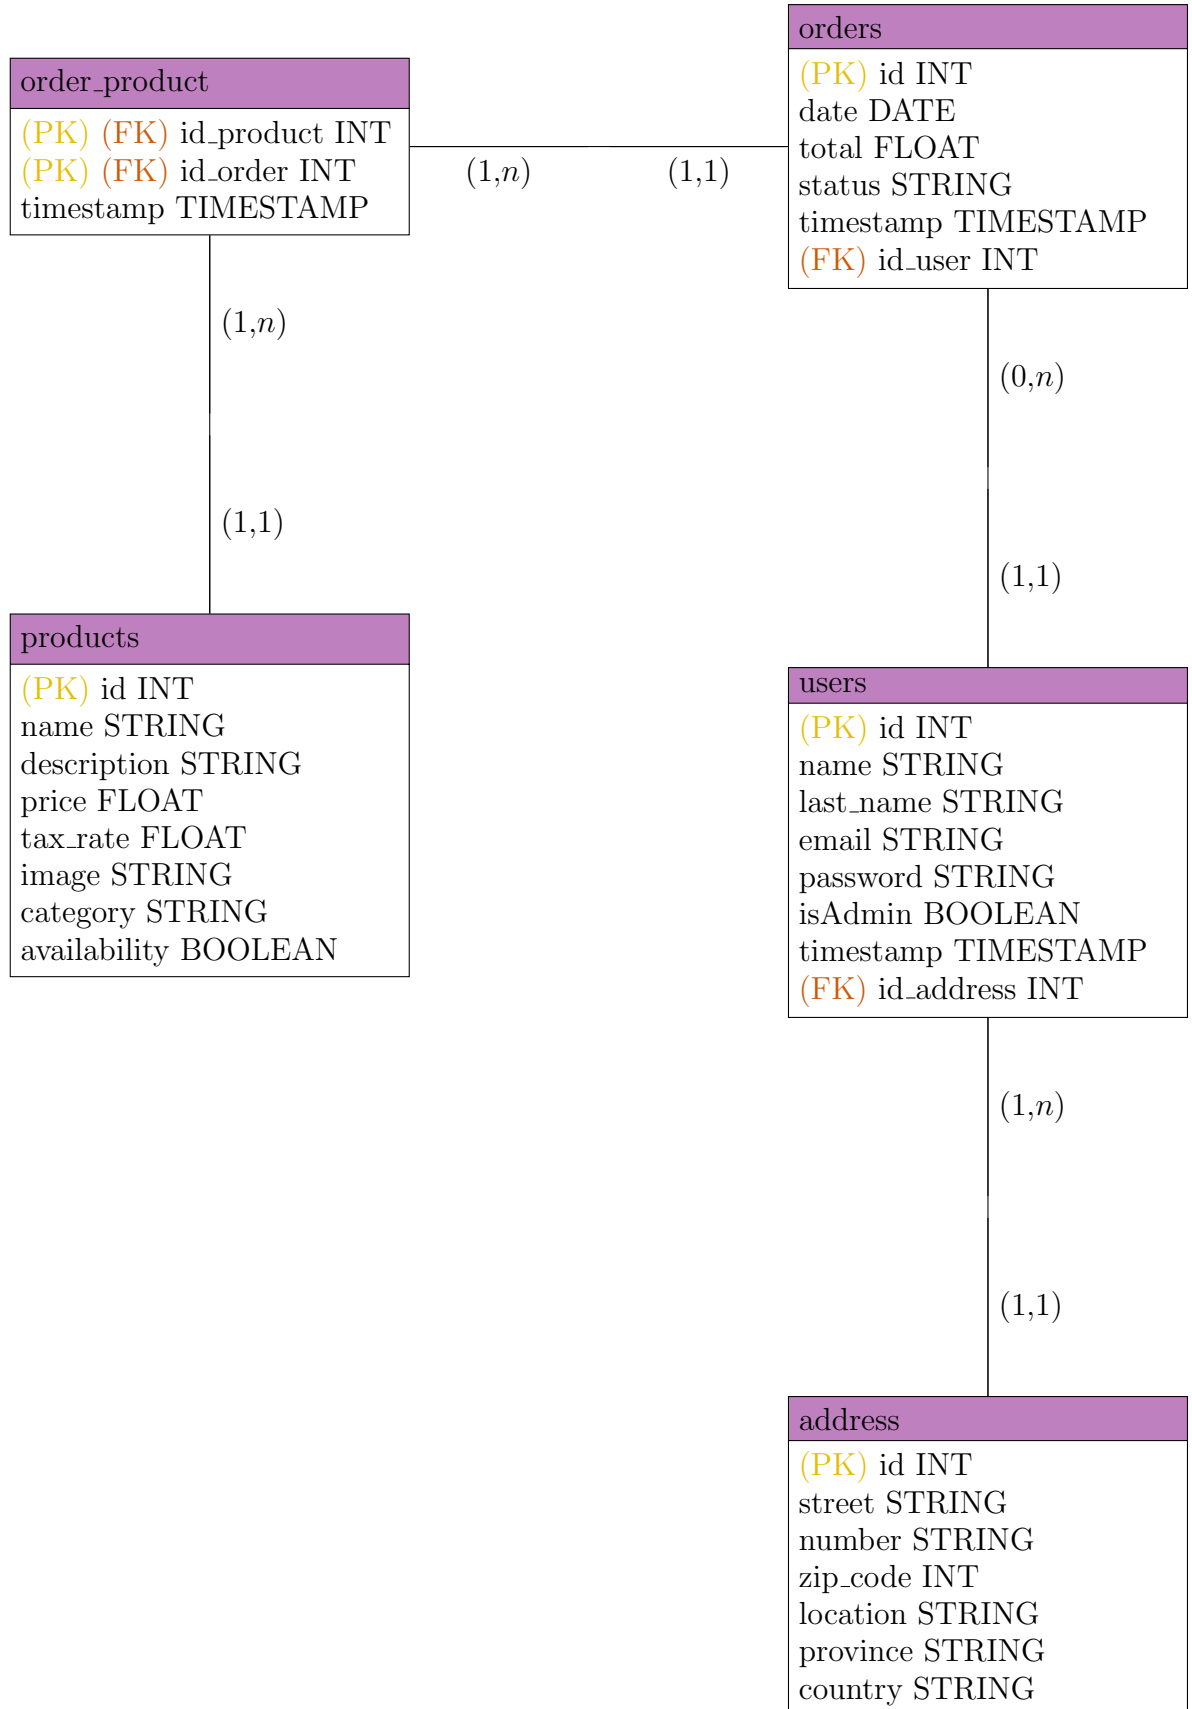 order_product
(PK) (FK) id_product INT
(PK) (FK) id_order INT
timestamp TIMESTAMP
(1,n)
(1,1)
orders
(PK) id INT
date DATE
total FLOAT
status STRING
timestamp TIMESTAMP
(FK) id_user INT
(1,n)
(1,1)
(0,n)
(1,1)
products
(PK) id INT
name STRING
description STRING
price FLOAT
tax_rate FLOAT
image STRING
category STRING
availability BOOLEAN
users
(PK) id INT
name STRING
last_name STRING
email STRING
password STRING
isAdmin BOOLEAN
timestamp TIMESTAMP
(FK) id_address INT
(1,n)
(1,1)
address
(PK) id INT
street STRING
number STRING
zip_code INT
location STRING
province STRING
country STRING